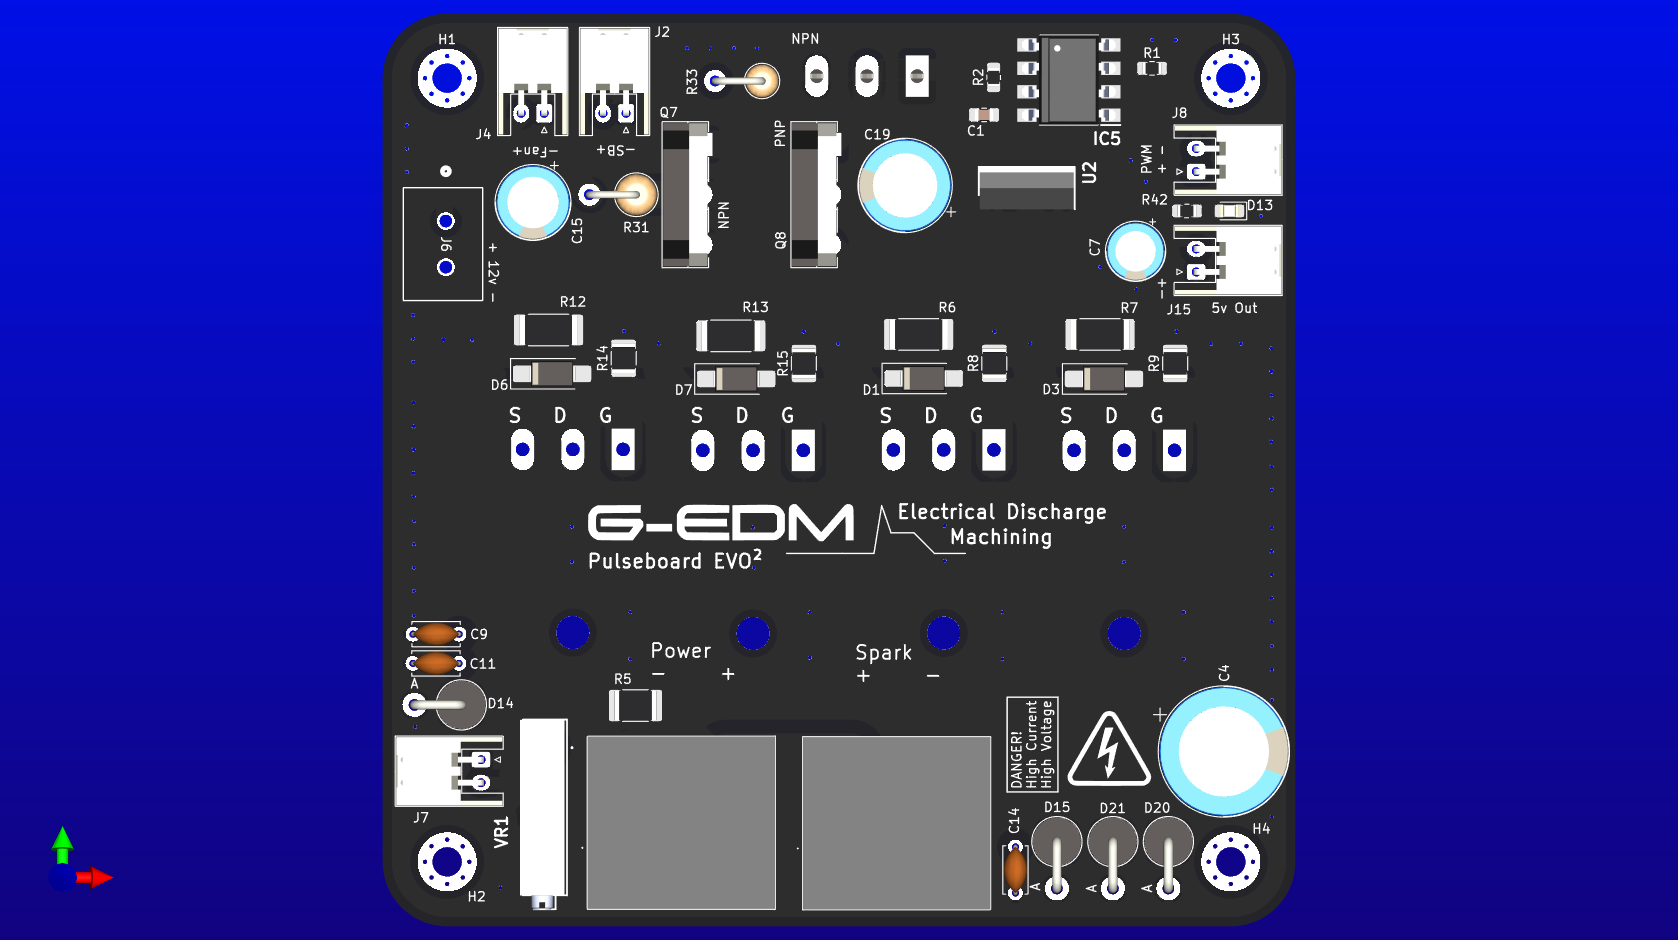 H1
J2
NPN
H3
R33
R2
R1
J4
Q7
PNP
C19
C1
IC5
J8
-Fan+
-SB+
PWM
- +
U2
R42
D13
C15
R31
NPN
Q8
C7
J6
+ 12v -
+ -
J15
5v Out
R12
R13
R6
R7
R14
R15
R8
R9
D6
D7
D1
D3
S D G
S D G
S D G
S D G
G-EDM
Electrical Discharge
Machining
Pulseboard EVO²
C9
C11
A
D14
Power
- +
Spark
+ -
R5
C4
DANGER!
High Current
High Voltage
J7
VR1
C14
D15
D21
D20
H4
A
A
A
H2